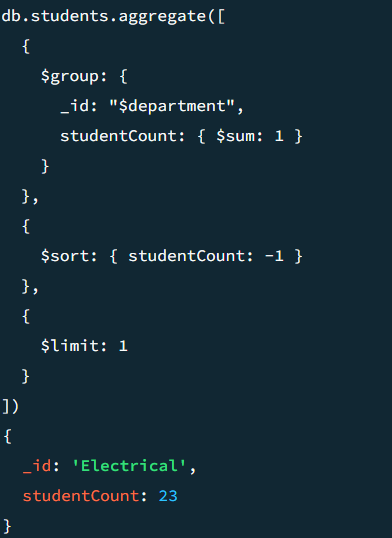 db.students.aggregate([
  {
    $group: {
      _id: "$department",
      studentCount: { $sum: 1 }
    }
  },
  {
    $sort: { studentCount: -1 }
  },
  {
    $limit: 1
  }
])
{
  _id: 'Electrical',
  studentCount: 23
}